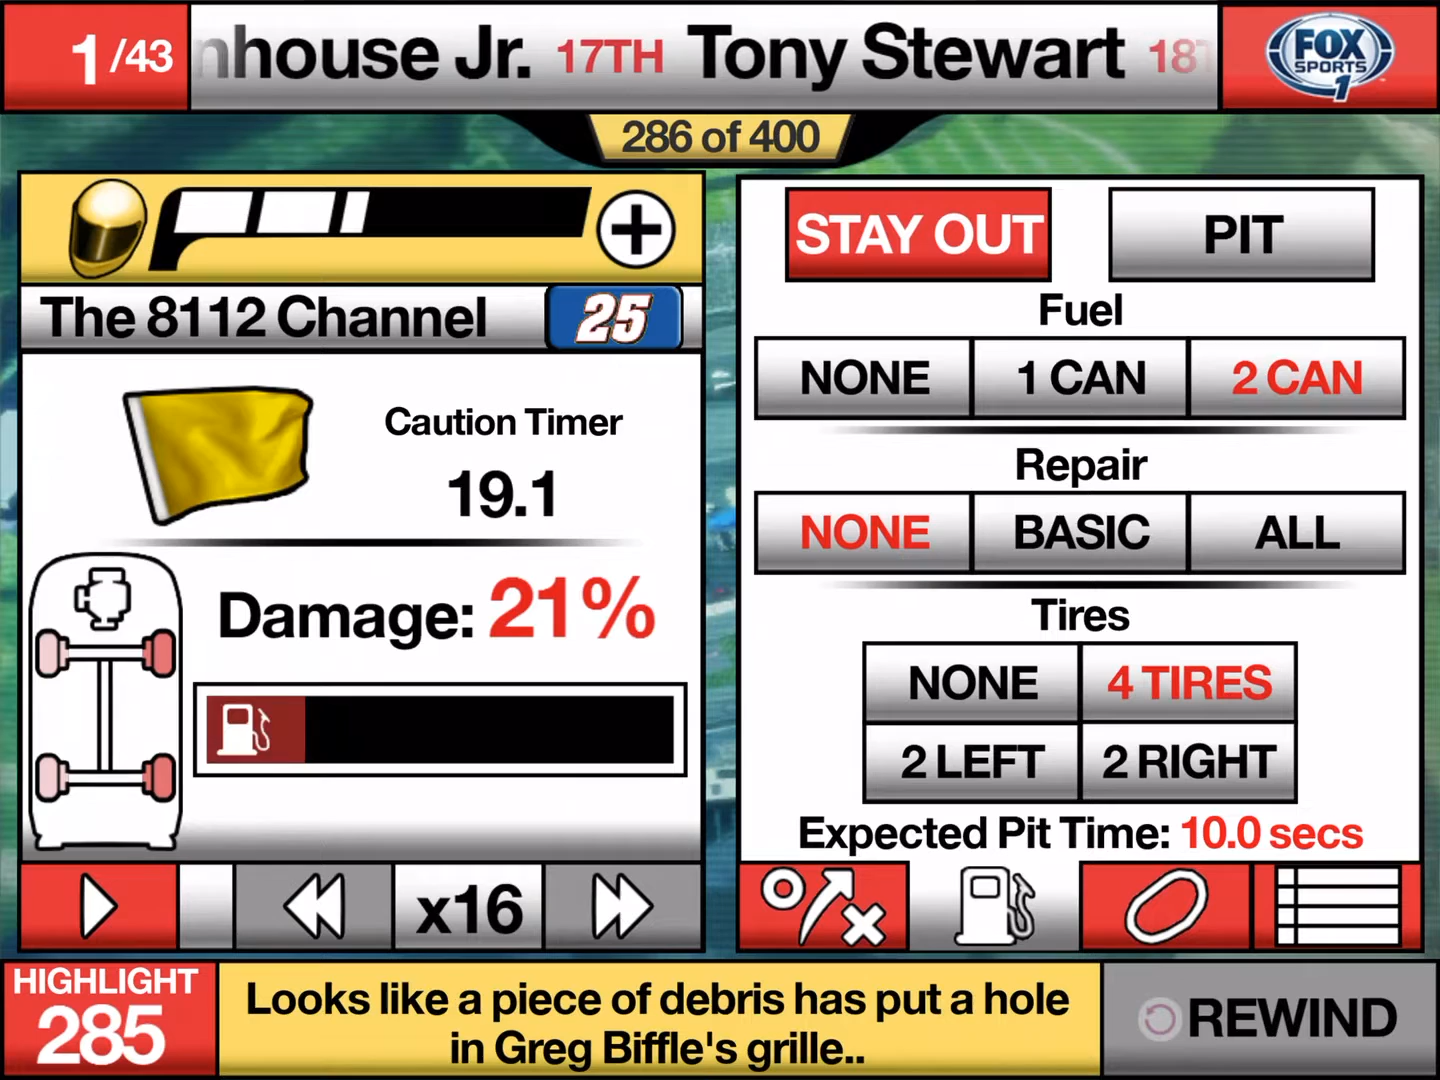 1/43
nhouse Jr. 17TH Tony Stewart 18T
FOX
SPORTS
1
286 of 400
The 8112 Channel
25
STAY OUT
PIT
Fuel
NONE
1 CAN
2 CAN
Caution Timer
19.1
Repair
NONE
BASIC
ALL
Damage: 21%
Tires
NONE
4 TIRES
2 LEFT
2 RIGHT
Expected Pit Time: 10.0 secs
x16
HIGHLIGHT
285
Looks like a piece of debris has put a hole
in Greg Biffle's grille..
REWIND